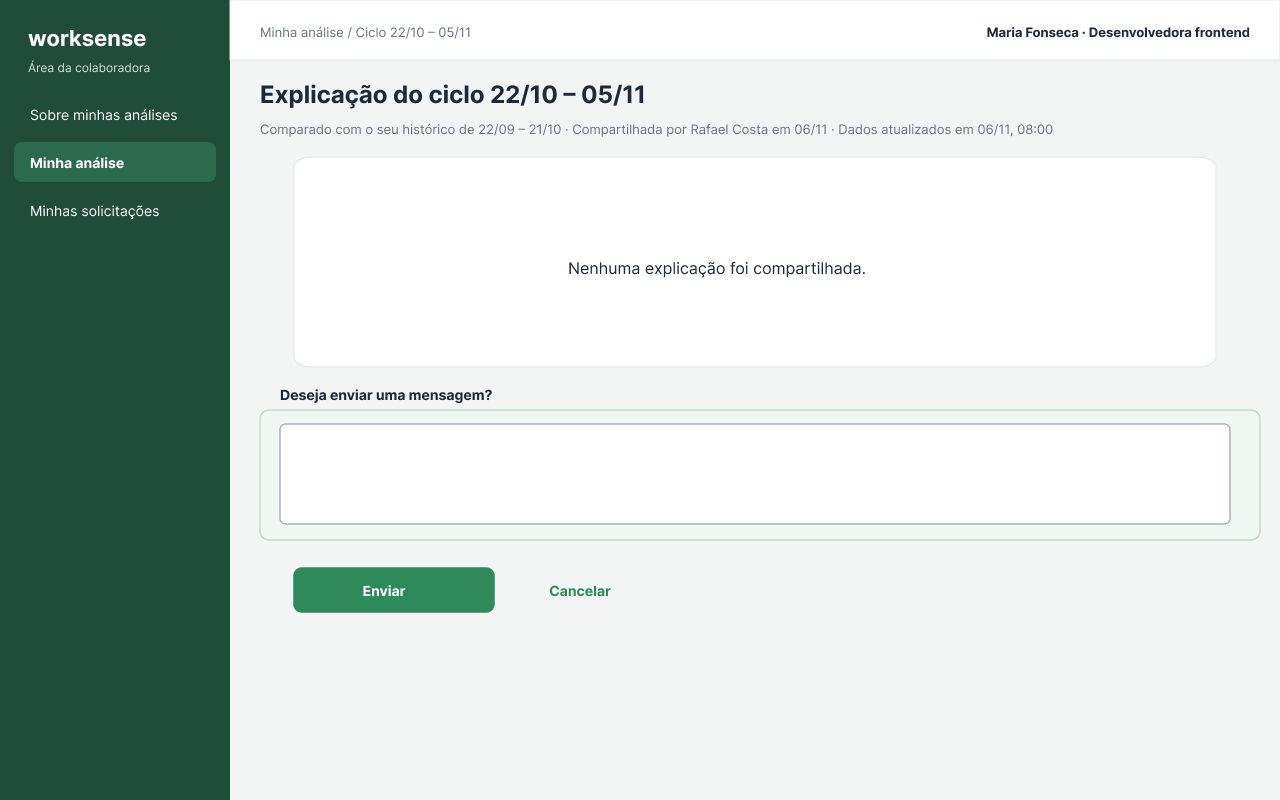 worksense
Área da colaboradora
Sobre minhas análises
Minha análise
Minhas solicitações
Minha análise / Ciclo 22/10 – 05/11
Maria Fonseca · Desenvolvedora frontend
Explicação do ciclo 22/10 – 05/11
Comparado com o seu histórico de 22/09 – 21/10 · Compartilhada por Rafael Costa em 06/11 · Dados atualizados em 06/11, 08:00
Nenhuma explicação foi compartilhada.
Deseja enviar uma mensagem?
Enviar
Cancelar